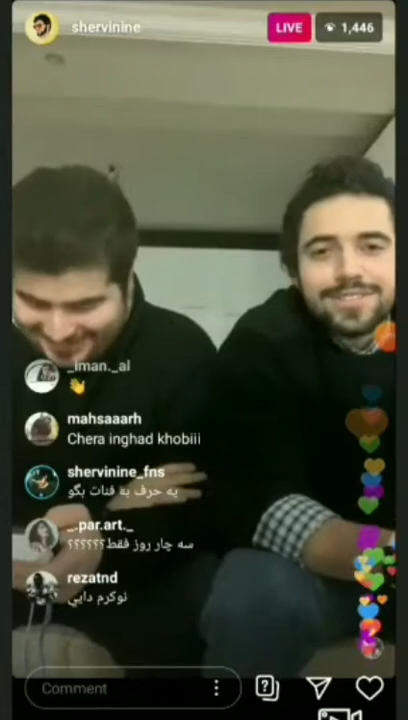 shervinine
LIVE
1,446
_iman._al
👋
mahsaaarh
Chera inghad khobiii
shervinine_fns
یه حرف به فنات بگو
_.par.art._
سه چار روز فقط؟؟؟؟؟؟
rezatnd
نوکرم دایی
Comment